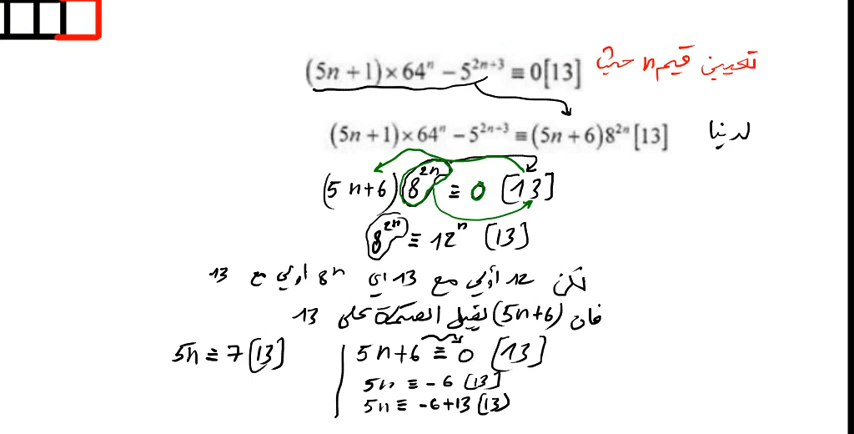 تعيين قيم n حيث (5n+1)×64ⁿ − 5²ⁿ⁺³ ≡ 0[13]
لدينا (5n+1)×64ⁿ − 5²ⁿ⁺³ ≡ (5n+6)8²ⁿ [13]
(5n+6) 8²ⁿ ≡ 0 [13]
8²ⁿ ≡ 12ⁿ [13]
لكن 12 أولي مع 13 اي 8ⁿ اولي مع 13
فان (5n+6) تقبل القسمة على 13
5n+6 ≡ 0 [13]
5n ≡ -6 [13]
5n ≡ -6+13 [13]
5n ≡ 7 [13]